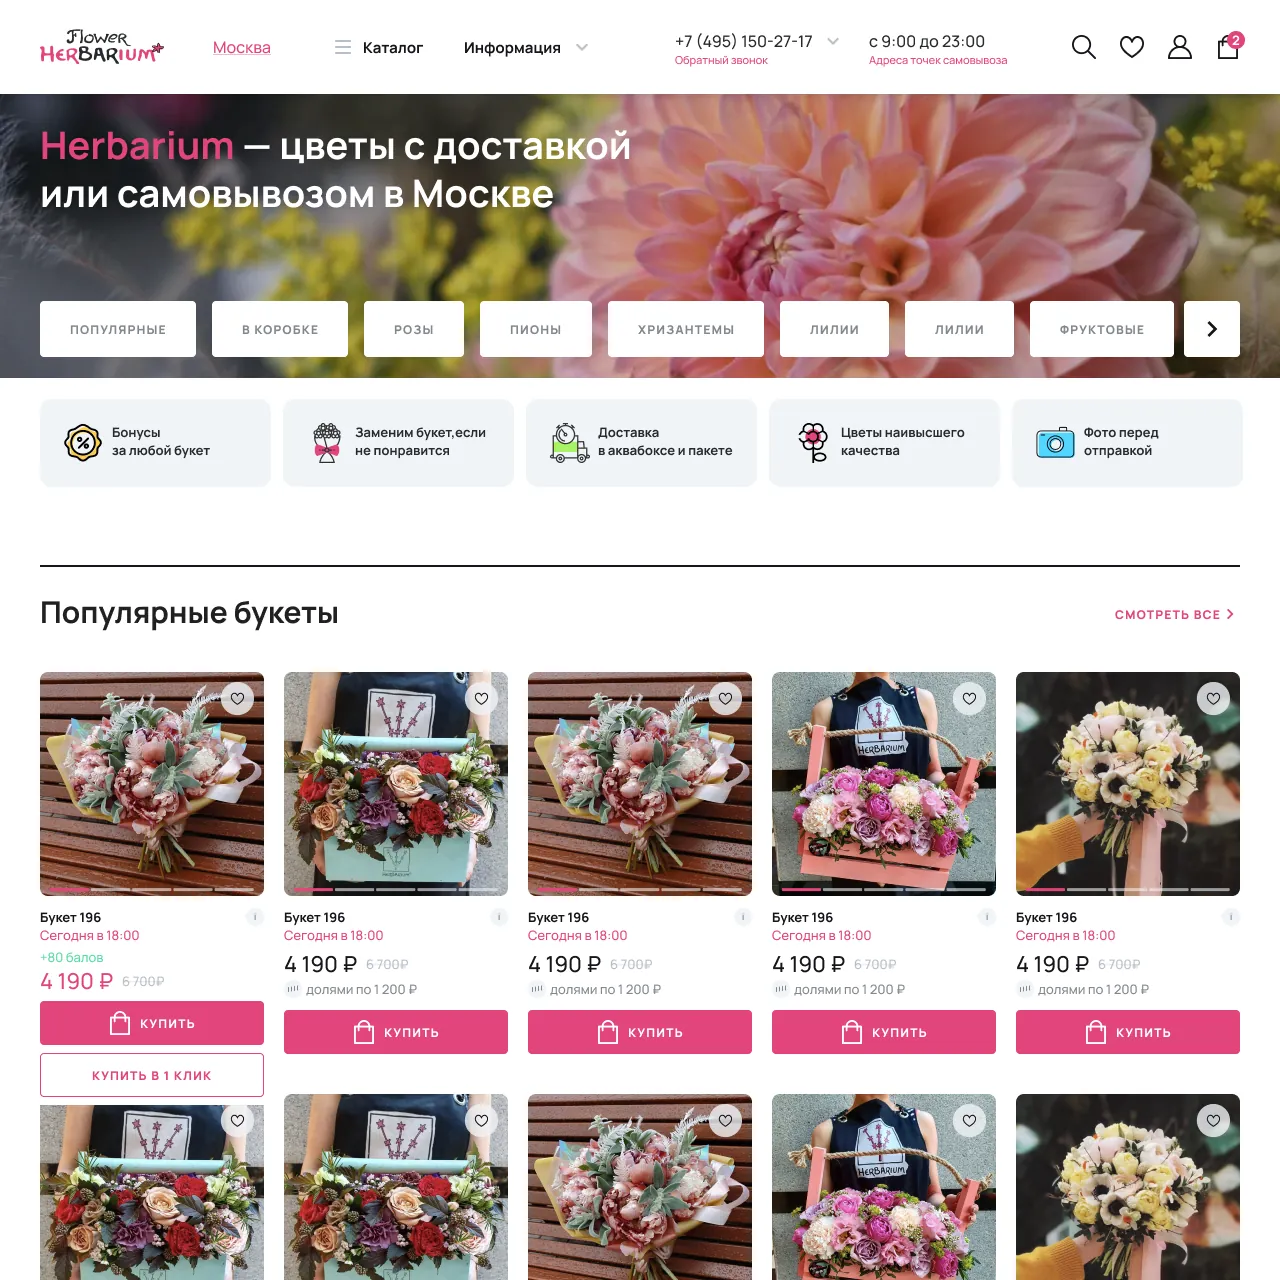 Flower
HERBARIUM
Москва
Каталог
Информация
+7 (495) 150-27-17
Обратный звонок
с 9:00 до 23:00
Адреса точек самовывоза
2
Herbarium — цветы с доставкой
или самовывозом в Москве
ПОПУЛЯРНЫЕ
В КОРОБКЕ
РОЗЫ
ПИОНЫ
ХРИЗАНТЕМЫ
ЛИЛИИ
ЛИЛИИ
ФРУКТОВЫЕ
Бонусы
за любой букет
Заменим букет,если
не понравится
Доставка
в аквабоксе и пакете
Цветы наивысшего
качества
Фото перед
отправкой
Популярные букеты
СМОТРЕТЬ ВСЕ
HERBARIUM
Букет 196
i
Сегодня в 18:00
+80 балов
4 190 ₽
6 700₽
КУПИТЬ
КУПИТЬ В 1 КЛИК
Букет 196
i
Сегодня в 18:00
4 190 ₽
6 700₽
долями по 1 200 ₽
КУПИТЬ
Букет 196
i
Сегодня в 18:00
4 190 ₽
6 700₽
долями по 1 200 ₽
КУПИТЬ
Букет 196
i
Сегодня в 18:00
4 190 ₽
6 700₽
долями по 1 200 ₽
КУПИТЬ
Букет 196
i
Сегодня в 18:00
4 190 ₽
6 700₽
долями по 1 200 ₽
КУПИТЬ
HERBARIUM